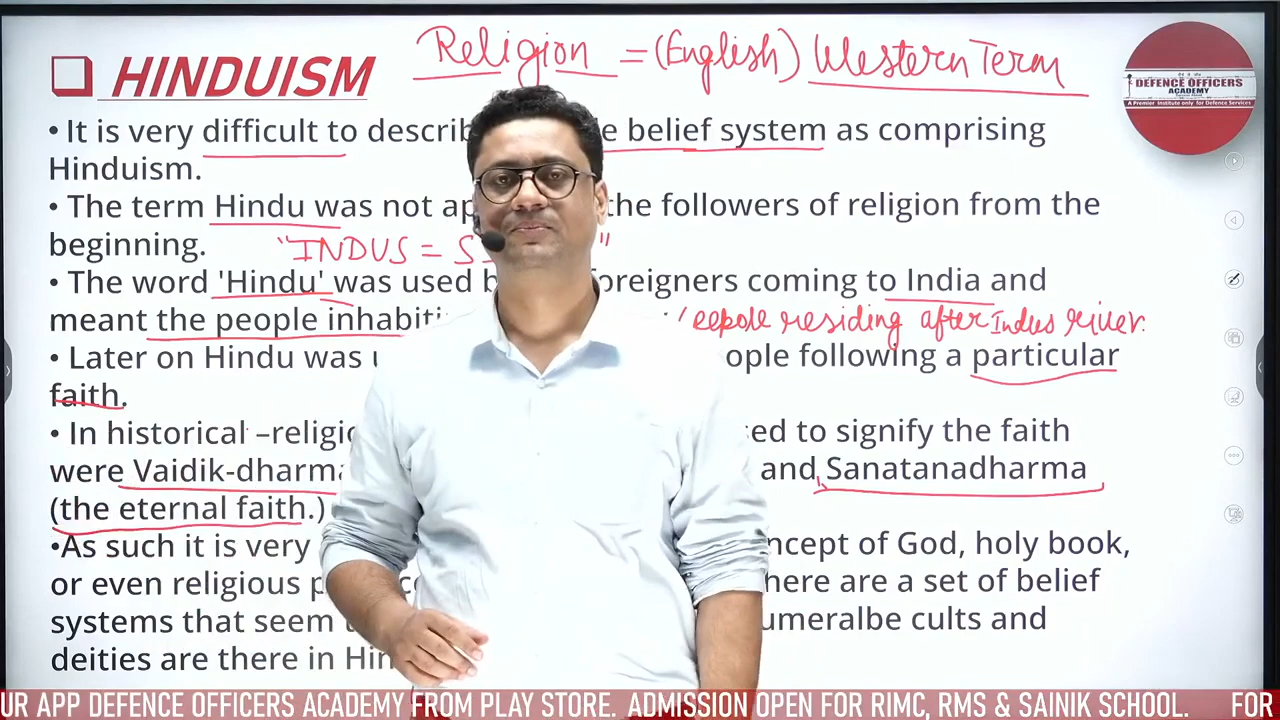 Religion = (English) Western Term
HINDUISM
DEFENCE OFFICERS
ACADEMY
A Premier Institute only for Defence Services
• It is very difficult to describ belief system as comprising
Hinduism.
• The term Hindu was not ap the followers of religion from the
beginning. "INDUS = S "
• The word 'Hindu' was used b foreigners coming to India and
meant the people inhabiti residing after Indus river.
• Later on Hindu was u ople following a particular
faith.
• In historical –religio sed to signify the faith
were Vaidik-dharma and Sanatanadharma
(the eternal faith.)
•As such it is very ncept of God, holy book,
or even religious p here are a set of belief
systems that seem t umeralbe cults and
deities are there in Hin
UR APP DEFENCE OFFICERS ACADEMY FROM PLAY STORE. ADMISSION OPEN FOR RIMC, RMS & SAINIK SCHOOL. FOR